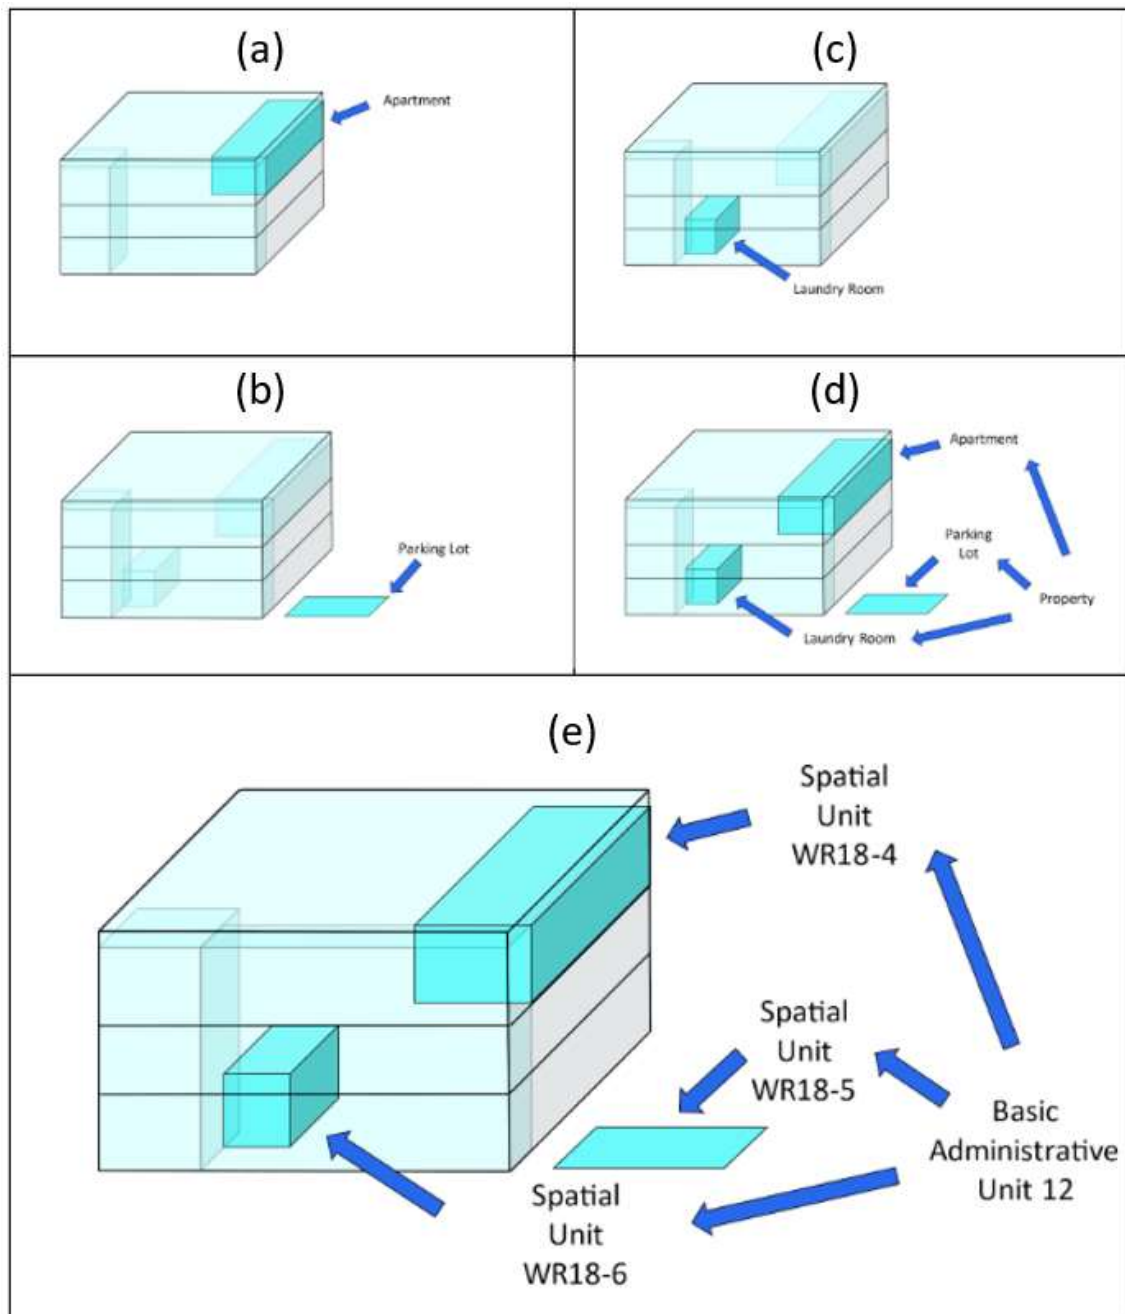 (a)
Apartment
(c)
Laundry Room
(b)
Parking Lot
(d)
Apartment
Parking
Lot
Property
Laundry Room
(e)
Spatial
Unit
WR18-4
Spatial
Unit
WR18-5
Basic
Administrative
Unit 12
Spatial
Unit
WR18-6